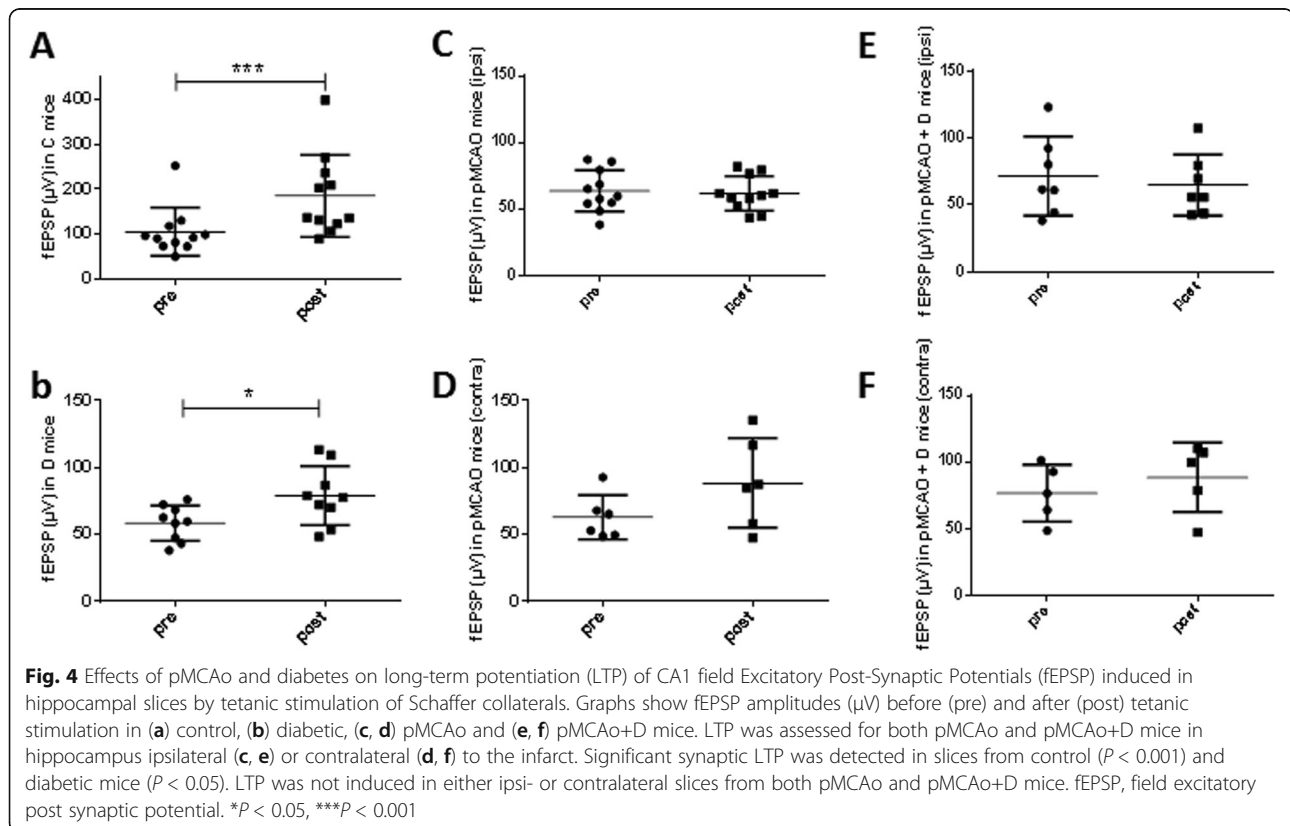 A
fEPSP (µV) in C mice
400
300
200
100
0
***
pre
post
C
fEPSP (µV) in pMCAO mice (ipsi)
150
100
50
0
pre
post
E
fEPSP (µV) in pMCAO + D mice (ipsi)
150
100
50
0
pre
post
b
fEPSP (µV) in D mice
150
100
50
0
*
pre
post
D
fEPSP (µV) in pMCAO mice (contra)
150
100
50
0
pre
post
F
fEPSP (µV) in pMCAO + D mice (contra)
150
100
50
0
pre
post
Fig. 4 Effects of pMCAo and diabetes on long-term potentiation (LTP) of CA1 field Excitatory Post-Synaptic Potentials (fEPSP) induced in
hippocampal slices by tetanic stimulation of Schaffer collaterals. Graphs show fEPSP amplitudes (µV) before (pre) and after (post) tetanic
stimulation in (a) control, (b) diabetic, (c, d) pMCAo and (e, f) pMCAo+D mice. LTP was assessed for both pMCAo and pMCAo+D mice in
hippocampus ipsilateral (c, e) or contralateral (d, f) to the infarct. Significant synaptic LTP was detected in slices from control (P < 0.001) and
diabetic mice (P < 0.05). LTP was not induced in either ipsi- or contralateral slices from both pMCAo and pMCAo+D mice. fEPSP, field excitatory
post synaptic potential. *P < 0.05, ***P < 0.001